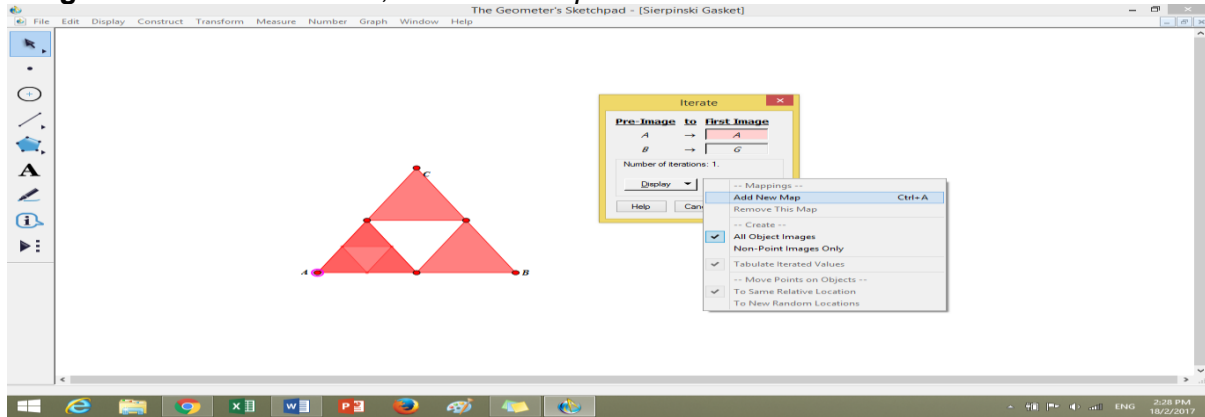 The Geometer's Sketchpad - [Sierpinski Gasket]
File Edit Display Construct Transform Measure Number Graph Window Help
Iterate
Pre-Image to First Image
A → A
B → G
Number of iterations: 1.
Display
Help Can
-- Mappings --
Add New Map Ctrl+A
Remove This Map
-- Create --
All Object Images
Non-Point Images Only
Tabulate Iterated Values
-- Move Points on Objects --
To Same Relative Location
To New Random Locations
C
A
B
A
ENG
2:28 PM
18/2/2017